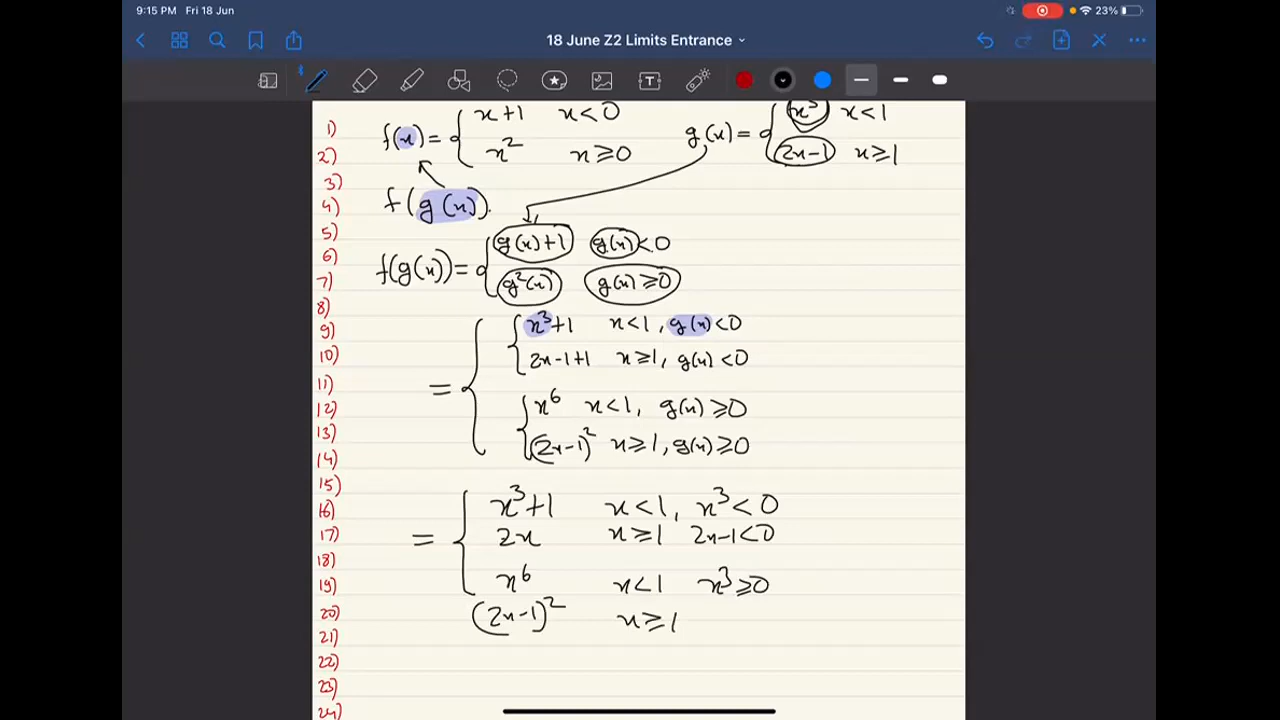 9:15 PM Fri 18 Jun 23%
18 June Z2 Limits Entrance
1) x+1 x<0 x³ x<1
f(x)= g(x)=
2) x² x≥0 2x-1 x≥1
3)
4) f(g(x)).
5) g(x)+1 g(x)<0
6) f(g(x))=
7) g²(x) g(x)≥0
8)
9) x³+1 x<1, g(x)<0
10) 2x-1+1 x≥1, g(x)<0
11) =
12) x⁶ x<1, g(x)≥0
13) (2x-1)² x≥1, g(x)≥0
14)
15)
16) x³+1 x<1, x³<0
17) = 2x x≥1 2x-1<0
18)
19) x⁶ x<1 x³≥0
20) (2x-1)² x≥1
21)
22)
23)
24)